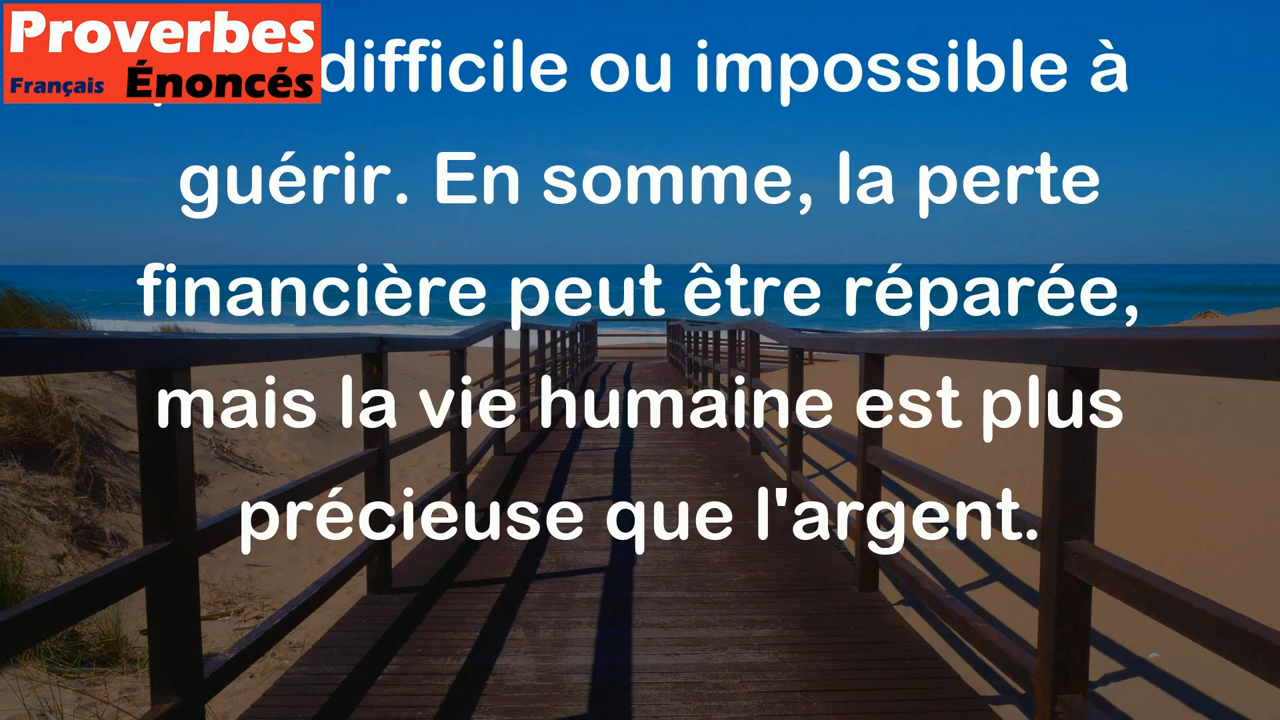 Proverbes
Français Énoncés
difficile ou impossible à
guérir. En somme, la perte
financière peut être réparée,
mais la vie humaine est plus
précieuse que l'argent.